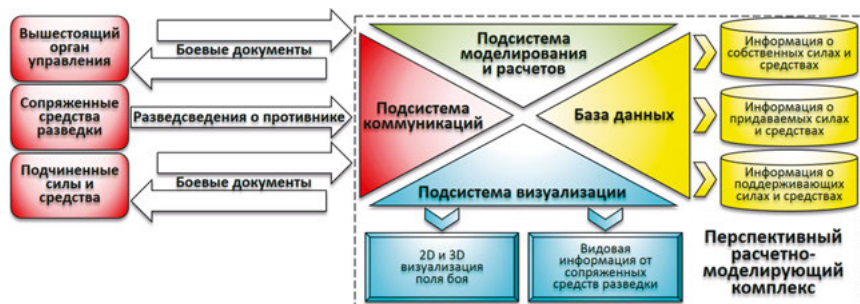 Вышестоящий
орган
управления
Боевые документы
Сопряженные
средства
разведки
Разведсведения о противнике
Подчиненные
силы и
средства
Боевые документы
Подсистема
моделирования
и расчетов
Подсистема
коммуникаций
База данных
Подсистема визуализации
Информация о
собственных силах и
средствах
Информация о
придаваемых силах
и средствах
Информация о
поддерживающих
силах и средствах
2D и 3D
визуализация
поля боя
Видовая
информация от
сопряженных
средств разведки
Перспективный
расчетно-
моделирующий
комплекс